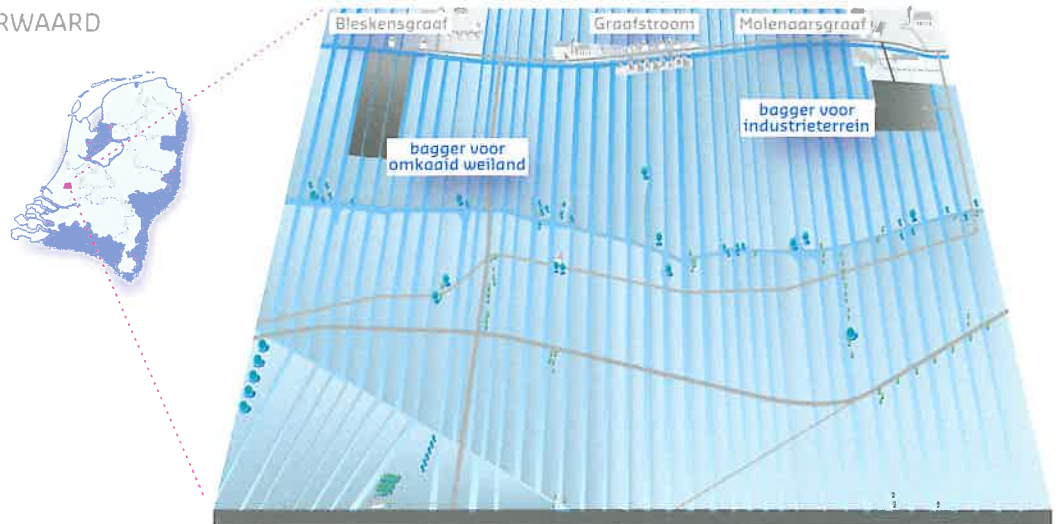 RWAARD
Bleskensgraaf
Graafstroom
Molenaarsgraaf
bagger voor
industrieterrein
bagger voor
omkaaid weiland